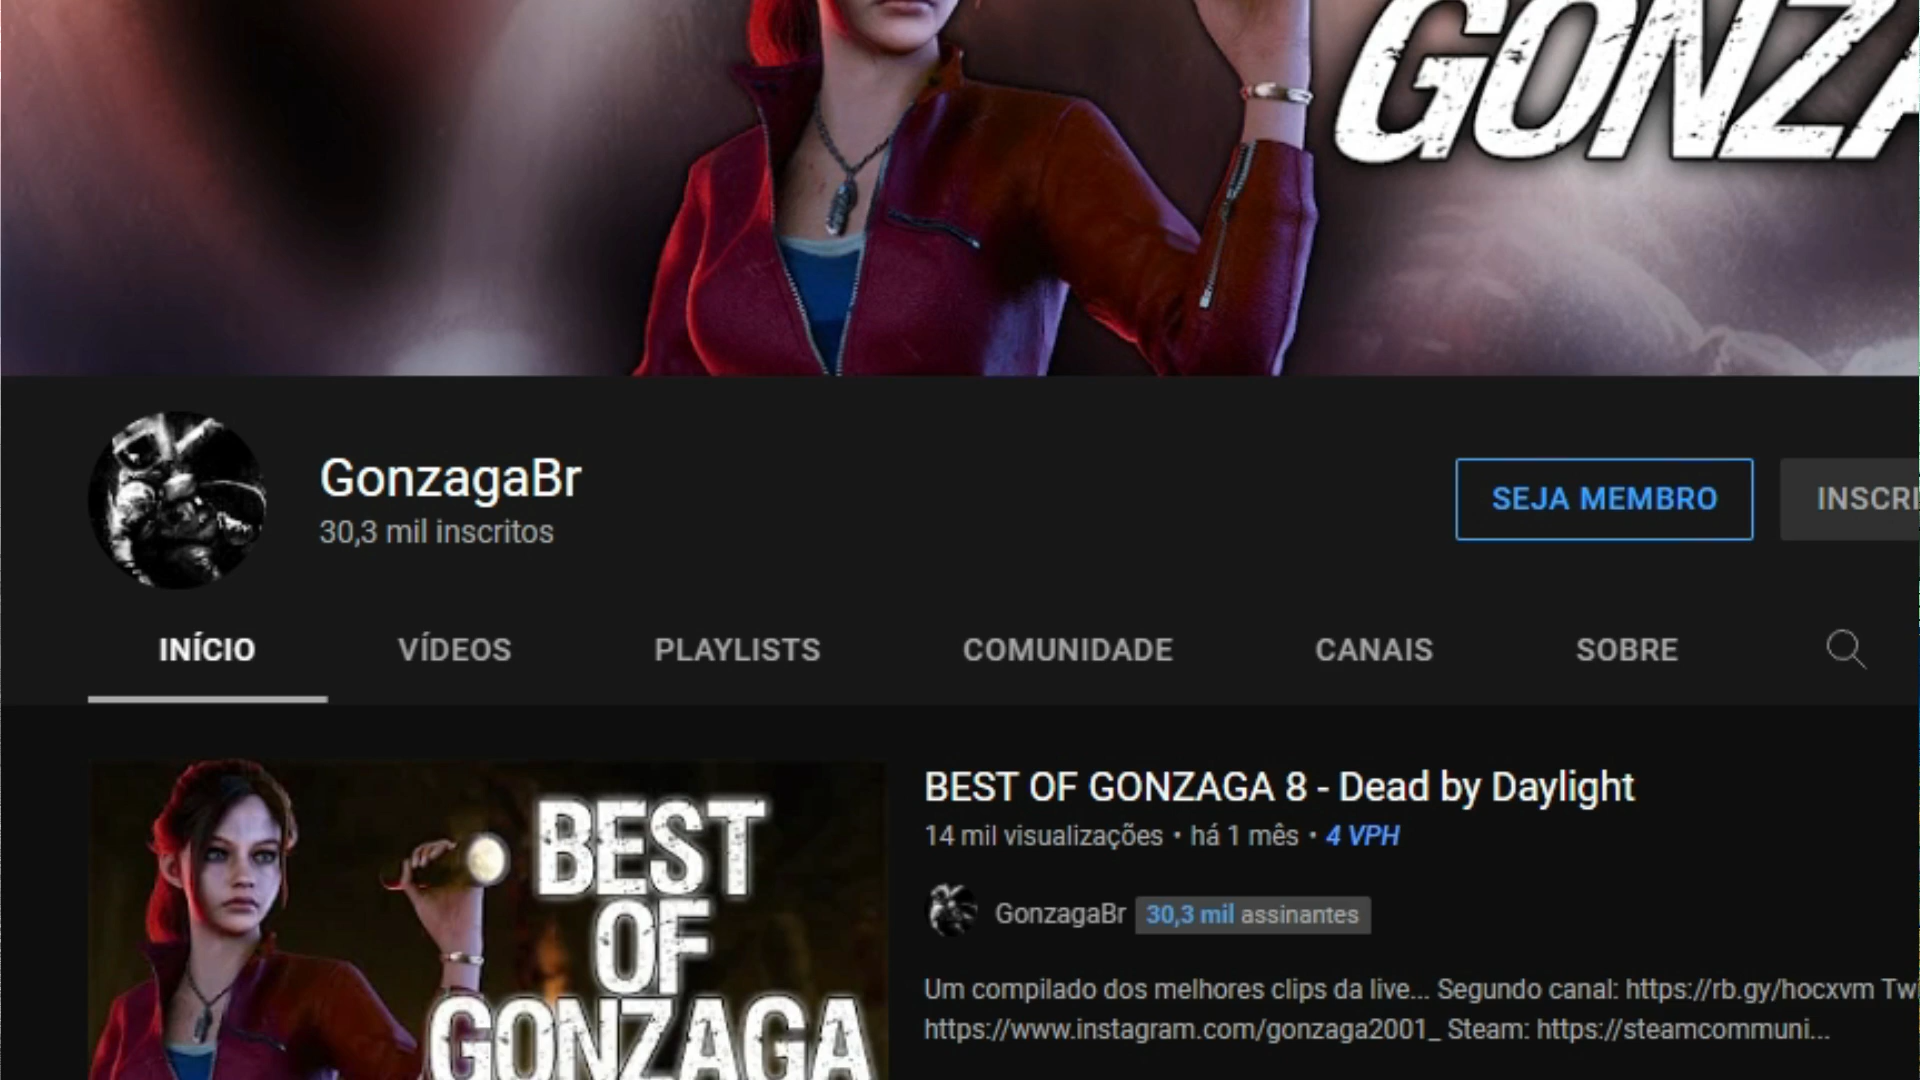 GONZA
GonzagaBr
30,3 mil inscritos
SEJA MEMBRO
INSCRI
INÍCIO
VÍDEOS
PLAYLISTS
COMUNIDADE
CANAIS
SOBRE
BEST
OF
GONZAGA
BEST OF GONZAGA 8 - Dead by Daylight
14 mil visualizações • há 1 mês • 4 VPH
GonzagaBr 30,3 mil assinantes
Um compilado dos melhores clips da live... Segundo canal: https://rb.gy/hocxvm Twi
https://www.instagram.com/gonzaga2001_ Steam: https://steamcommuni...